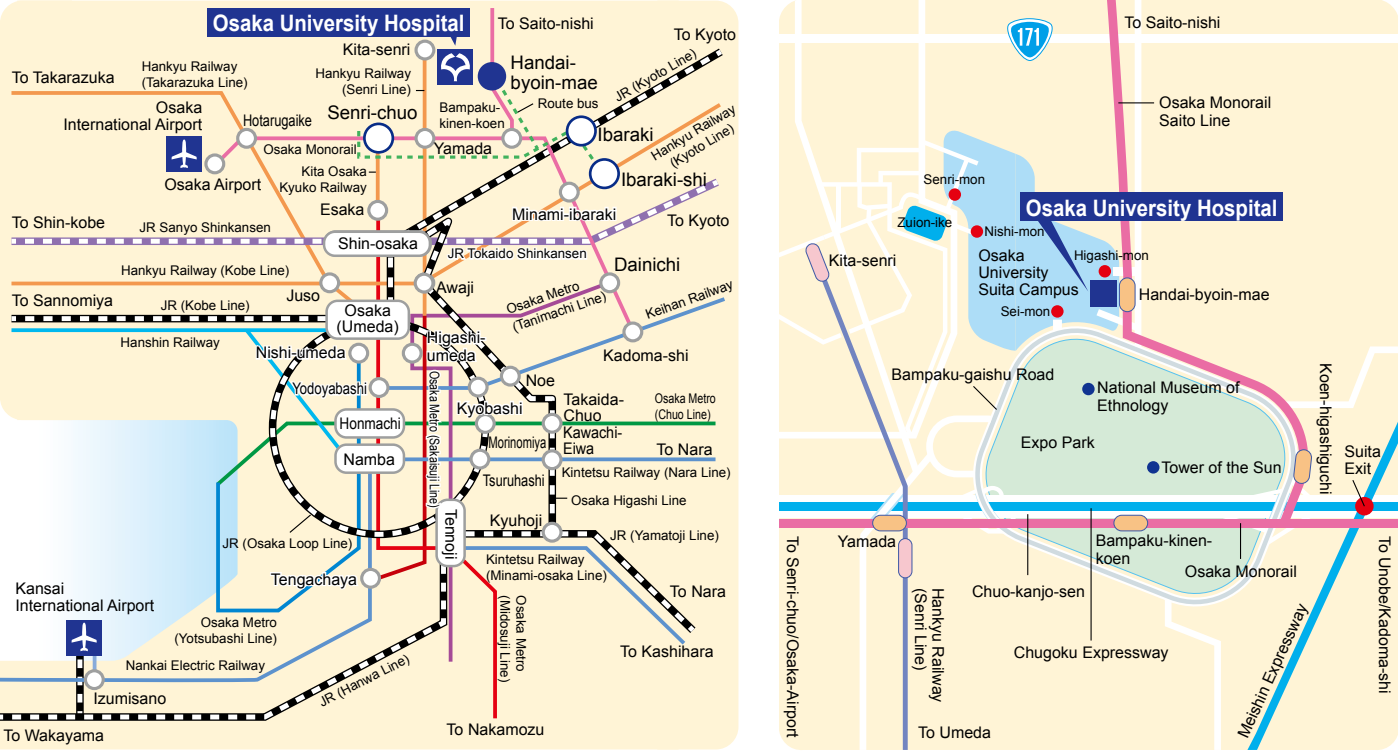 Osaka University Hospital
To Saito-nishi
Kita-senri
To Kyoto
Hankyu Railway
(Takarazuka Line)
To Takarazuka
Hankyu Railway
(Senri Line)
Handai-
byoin-mae
JR (Kyoto Line)
Osaka
International Airport
Hotarugaike
Senri-chuo
Bampaku-
kinen-koen
Route bus
Ibaraki
Hankyu Railway
(Kyoto Line)
Osaka Monorail
Yamada
Osaka Airport
Kita Osaka
Kyuko Railway
Ibaraki-shi
Esaka
Minami-ibaraki
To Kyoto
To Shin-kobe
JR Sanyo Shinkansen
Shin-osaka
JR Tokaido Shinkansen
Hankyu Railway (Kobe Line)
Dainichi
Juso
Awaji
Osaka Metro
(Tanimachi Line)
Keihan Railway
To Sannomiya
JR (Kobe Line)
Osaka
(Umeda)
Hanshin Railway
Nishi-umeda
Higashi-
umeda
Kadoma-shi
Yodoyabashi
Noe
Kyobashi
Takaida-
Chuo
Osaka Metro
(Chuo Line)
Honmachi
Osaka Metro (Sakaisuji Line)
Morinomiya
Kawachi-
Eiwa
To Nara
Namba
Kintetsu Railway (Nara Line)
Tsuruhashi
Osaka Higashi Line
Kyuhoji
JR (Yamatoji Line)
JR (Osaka Loop Line)
Tennoji
Kintetsu Railway
(Minami-osaka Line)
Tengachaya
Kansai
International Airport
To Nara
Osaka Metro
(Yotsubashi Line)
Osaka Metro
(Midosuji Line)
To Kashihara
Nankai Electric Railway
JR (Hanwa Line)
Izumisano
To Wakayama
To Nakamozu
171
To Saito-nishi
Osaka Monorail
Saito Line
Senri-mon
Osaka University Hospital
Zuion-ike
Nishi-mon
Higashi-mon
Osaka
University
Suita Campus
Kita-senri
Handai-byoin-mae
Sei-mon
Bampaku-gaishu Road
National Museum of
Ethnology
Koen-higashiguchi
Expo Park
Tower of the Sun
Suita
Exit
Yamada
Bampaku-kinen-
koen
Osaka Monorail
Chuo-kanjo-sen
Chugoku Expressway
To Senri-chuo/Osaka-Airport
Hankyu Railway
(Senri Line)
To Umeda
Meishin Expressway
To Unobe/Kadoma-shi